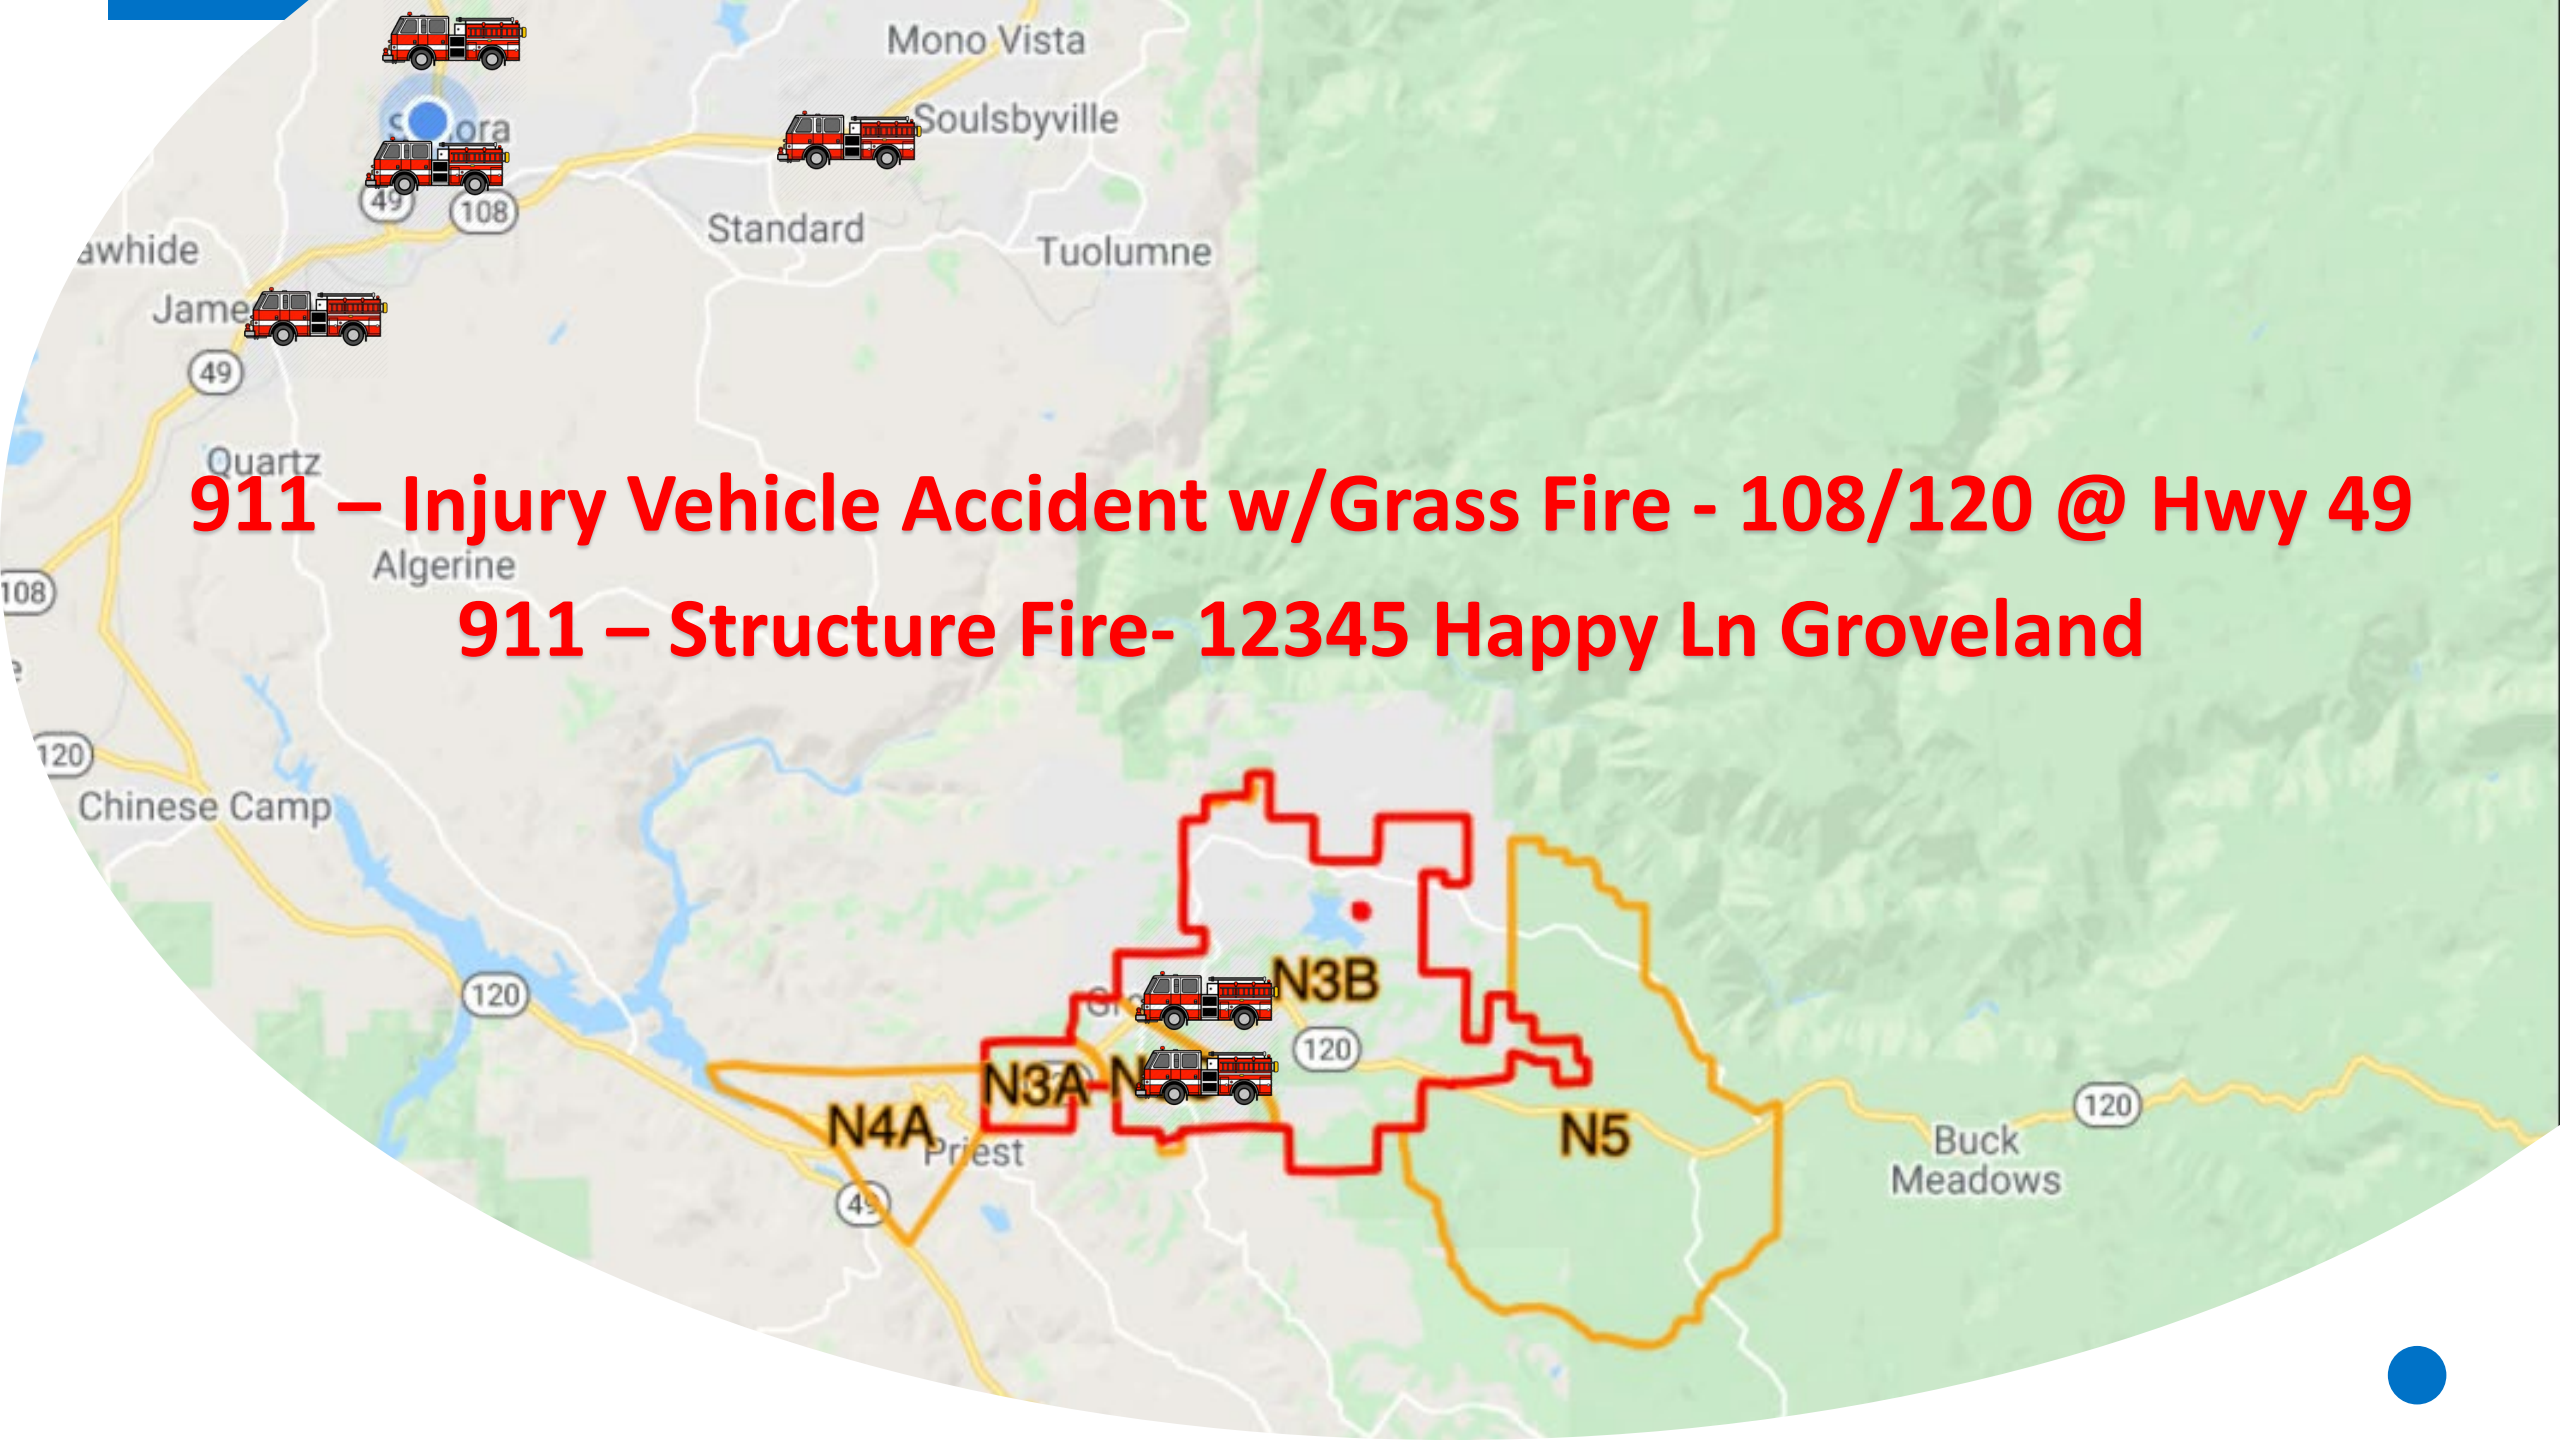 Mono Vista
Soulsbyville
49
108
Standard
Tuolumne
49
Quartz
911 – Injury Vehicle Accident w/Grass Fire - 108/120 @ Hwy 49
Algerine
108
911 – Structure Fire- 12345 Happy Ln Groveland
120
Chinese Camp
N3B
120
120
N3A
N4A
Priest
N5
120
Buck
Meadows
49